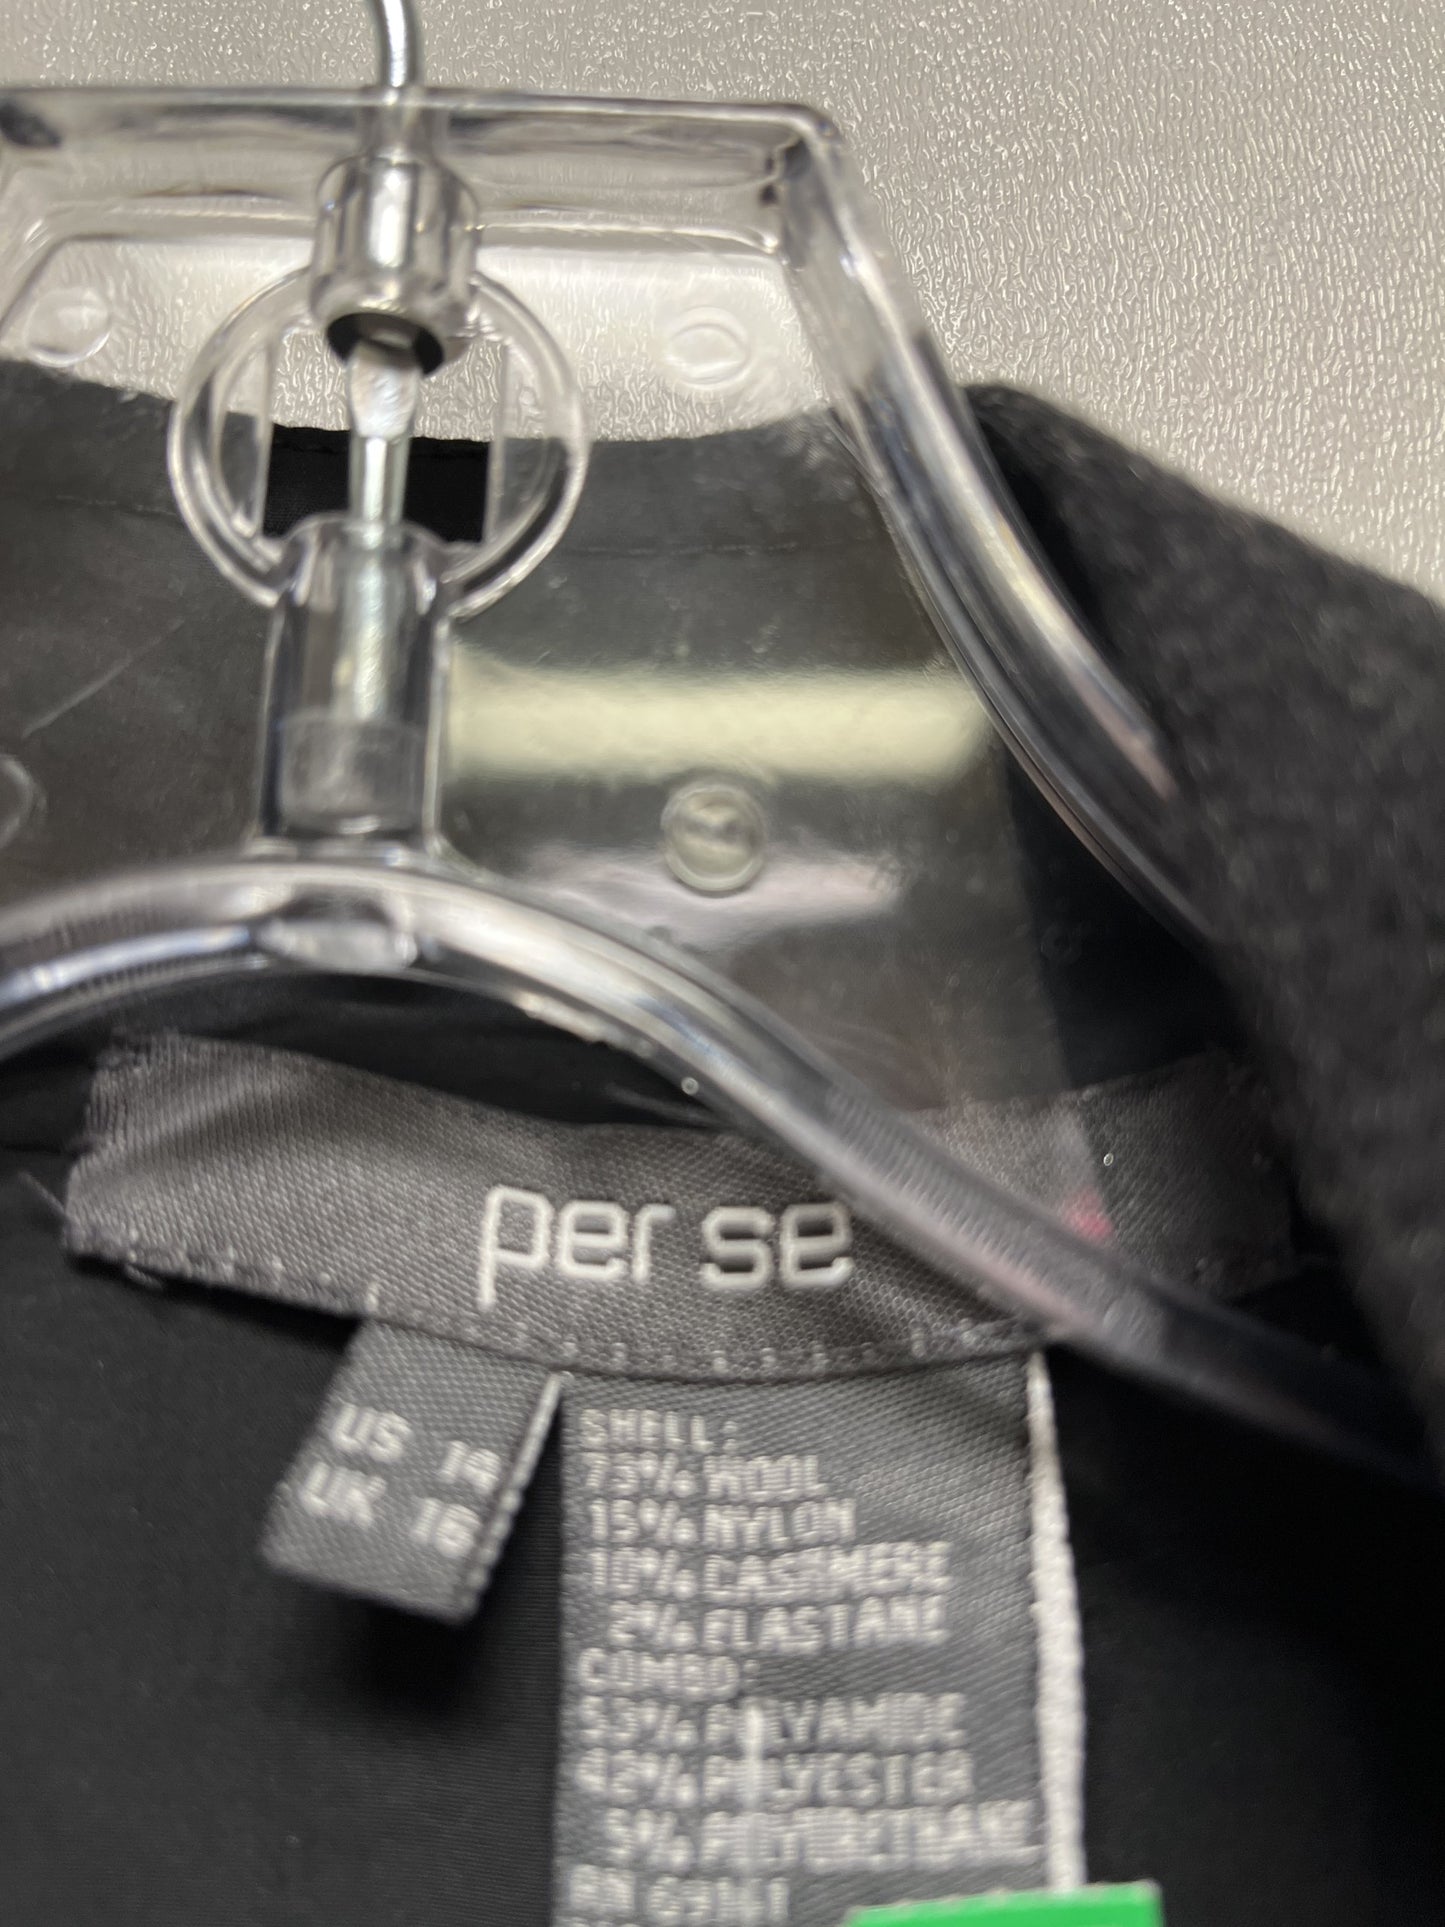 per se
US 14
UK 16
SHELL:
73% WOOL
15% NYLON
10% CASHMERE
2% ELASTANE
COMBO:
53% POLYAMIDE
42% POLYESTER
5% POLYURETHANE